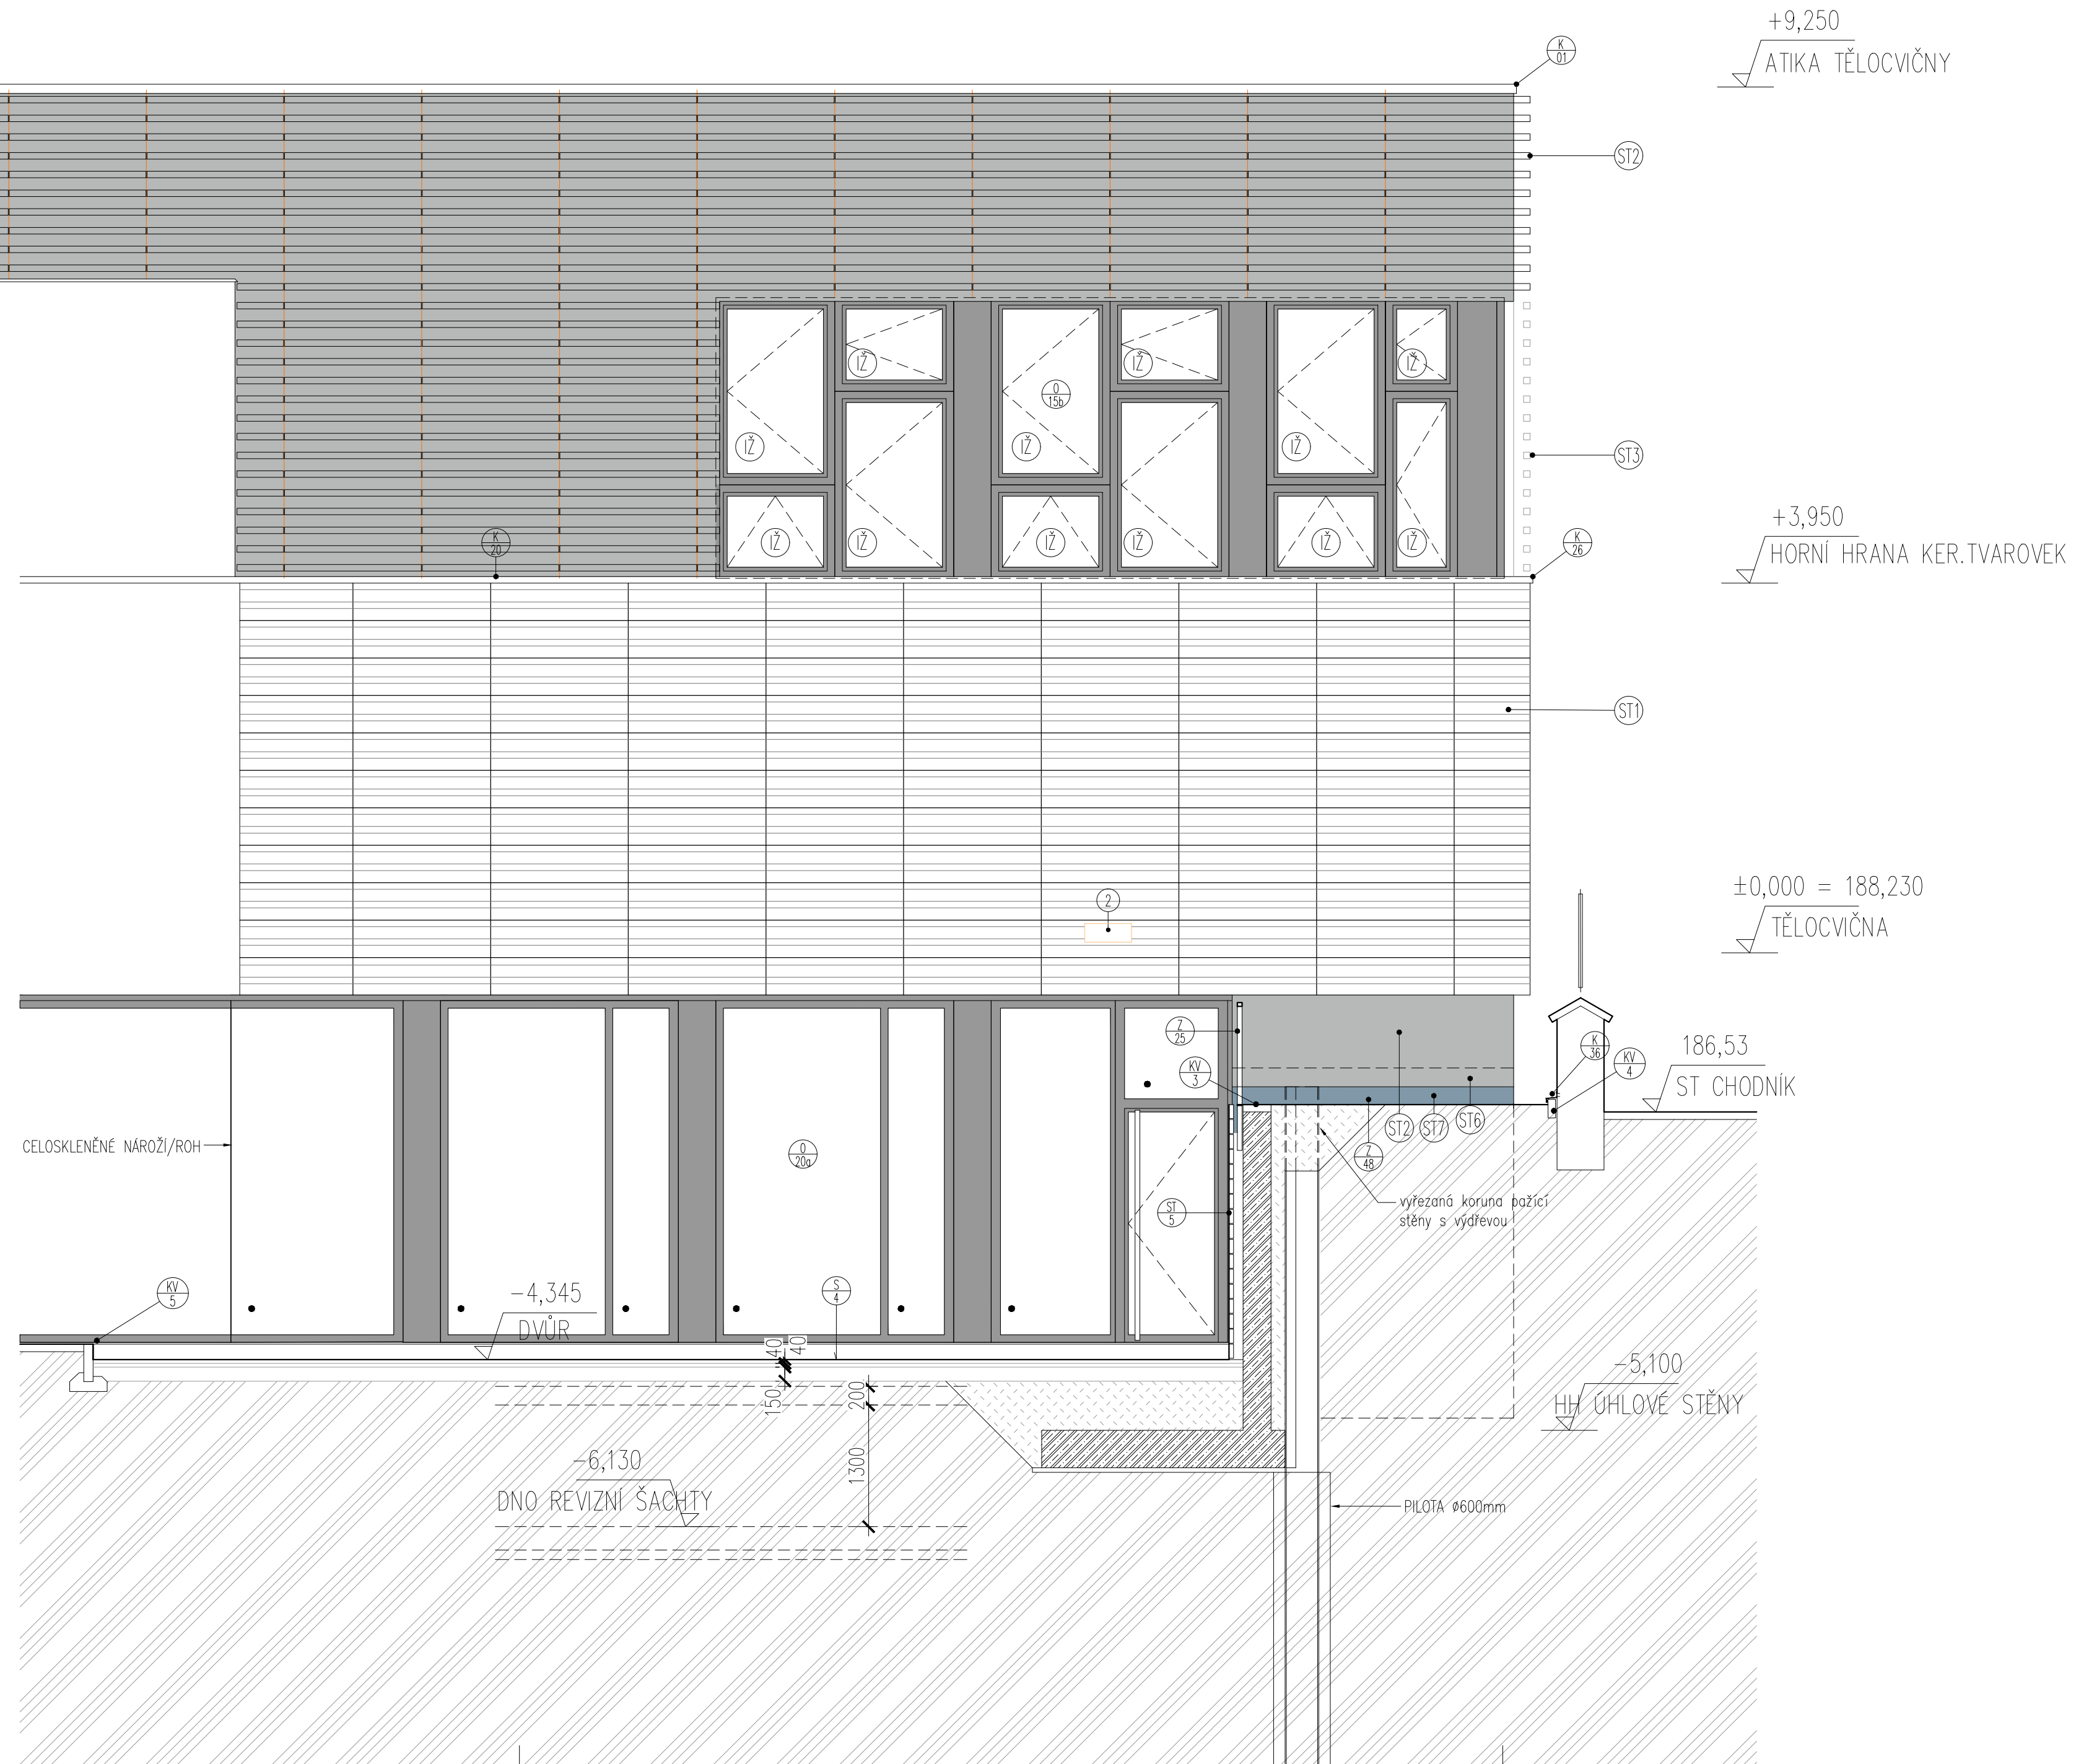 +9,250
K
01
ATIKA TĚLOCVIČNY
ST2
IŽ
IŽ
IŽ
O
15b
IŽ
IŽ
IŽ
ST3
+3,950
K
20
K
26
IŽ
IŽ
IŽ
IŽ
IŽ
IŽ
HORNÍ HRANA KER.TVAROVEK
ST1
±0,000 = 188,230
2
TĚLOCVIČNA
Z
25
K
36
186,53
KV
3
KV
4
ST CHODNÍK
ST2
ST7
ST6
CELOSKLENĚNÉ NÁROŽÍ/ROH
O
20a
Z
48
vyřezaná koruna pažící
stěny s výdřevou
ST
5
KV
5
-4,345
S
4
DVŮR
40
40
-5,100
150
200
HH ÚHLOVÉ STĚNY
-6,130
1300
DNO REVIZNÍ ŠACHTY
PILOTA Ø600mm